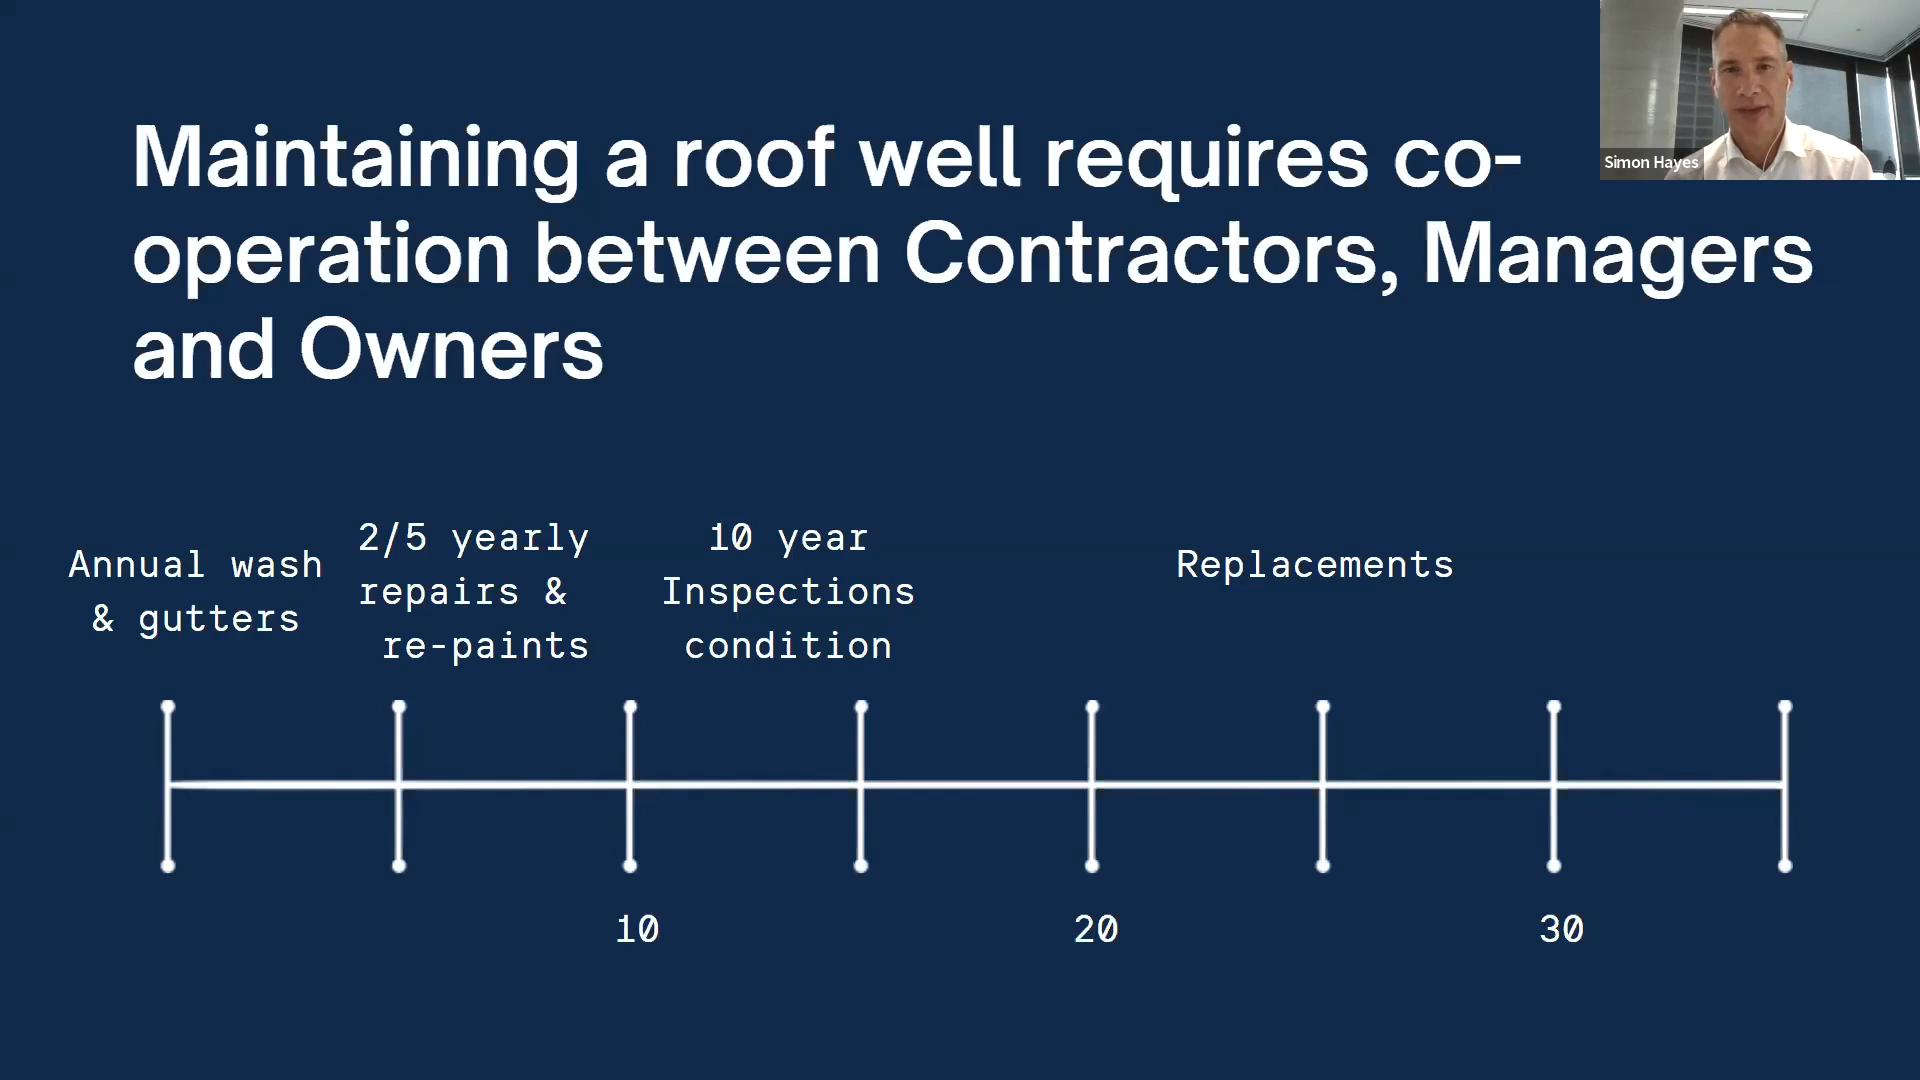 Maintaining a roof well requires co-
operation between Contractors, Managers
and Owners
Simon Hayes
Annual wash
& gutters
2/5 yearly
repairs &
re-paints
10 year
Inspections
condition
Replacements
10
20
30